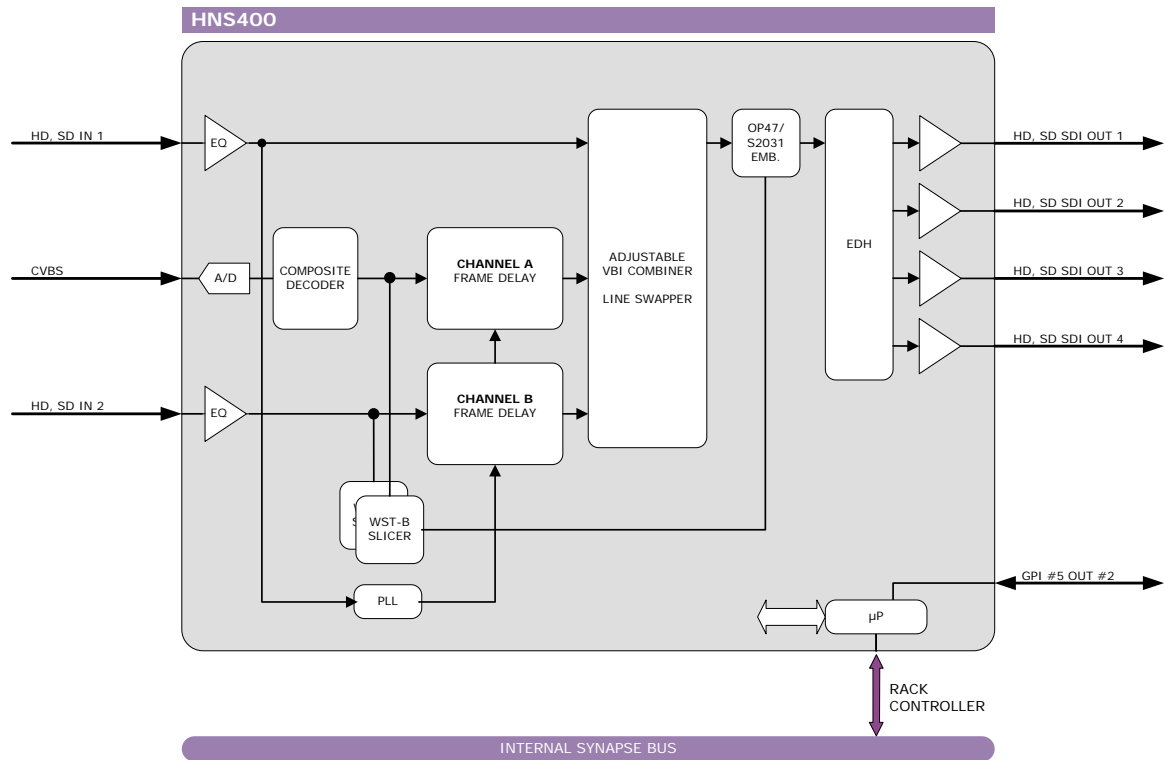 HNS400
HD, SD IN 1
EQ
OP47/
S2031
EMB.
HD, SD SDI OUT 1
HD, SD SDI OUT 2
CVBS
A/D
COMPOSITE
DECODER
CHANNEL A
FRAME DELAY
ADJUSTABLE
VBI COMBINER
LINE SWAPPER
EDH
HD, SD SDI OUT 3
HD, SD SDI OUT 4
HD, SD IN 2
EQ
CHANNEL B
FRAME DELAY
WST-B
SLICER
PLL
GPI #5 OUT #2
µP
RACK
CONTROLLER
INTERNAL SYNAPSE BUS